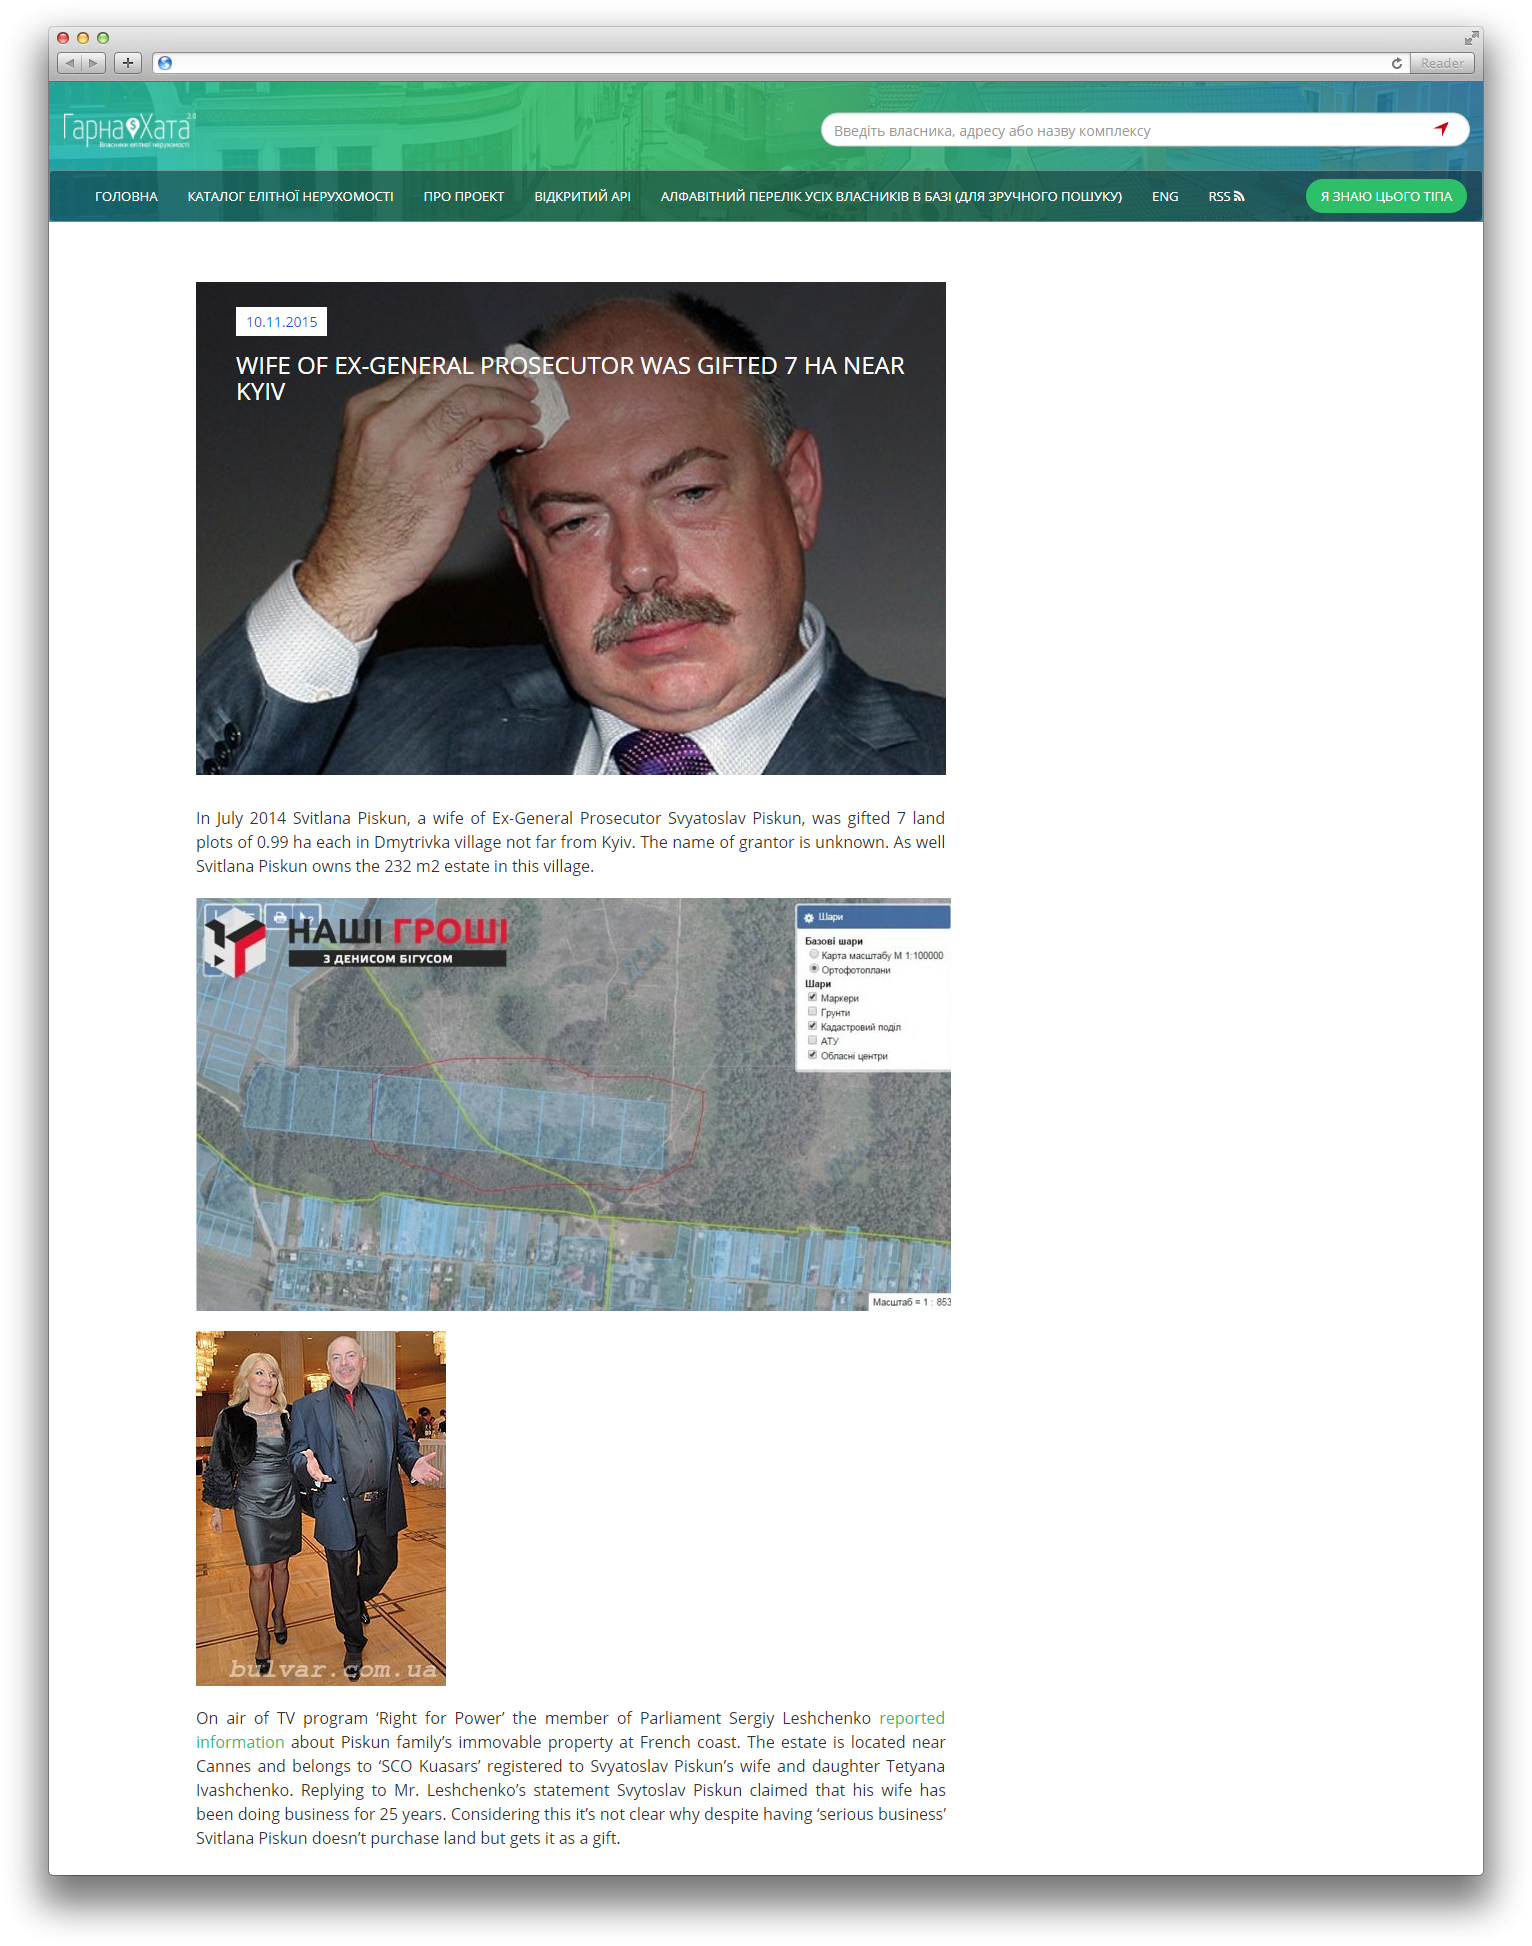 Reader
Гарна Хата 2.0
Власники елітної нерухомості
Введіть власника, адресу або назву комплексу
ГОЛОВНА КАТАЛОГ ЕЛІТНОЇ НЕРУХОМОСТІ ПРО ПРОЕКТ ВІДКРИТИЙ АРІ АЛФАВІТНИЙ ПЕРЕЛІК УСІХ ВЛАСНИКІВ В БАЗІ (ДЛЯ ЗРУЧНОГО ПОШУКУ) ENG RSS Я ЗНАЮ ЦЬОГО ТІПА
10.11.2015
WIFE OF EX-GENERAL PROSECUTOR WAS GIFTED 7 HA NEAR
KYIV
In July 2014 Svitlana Piskun, a wife of Ex-General Prosecutor Svyatoslav Piskun, was gifted 7 land
plots of 0.99 ha each in Dmytrivka village not far from Kyiv. The name of grantor is unknown. As well
Svitlana Piskun owns the 232 m2 estate in this village.
НАШІ ГРОШІ
З ДЕНИСОМ БІГУСОМ
Шари
Базові шари
Карта масштабу М 1:100000
Ортофотоплани
Шари
Маркери
Грунти
Кадастровий поділ
АТУ
Обласні центри
Масштаб = 1 : 853
bulvar.com.ua
On air of TV program ‘Right for Power’ the member of Parliament Sergiy Leshchenko reported
information about Piskun family’s immovable property at French coast. The estate is located near
Cannes and belongs to ‘SCO Kuasars’ registered to Svyatoslav Piskun’s wife and daughter Tetyana
Ivashchenko. Replying to Mr. Leshchenko’s statement Svytoslav Piskun claimed that his wife has
been doing business for 25 years. Considering this it’s not clear why despite having ‘serious business’
Svitlana Piskun doesn’t purchase land but gets it as a gift.